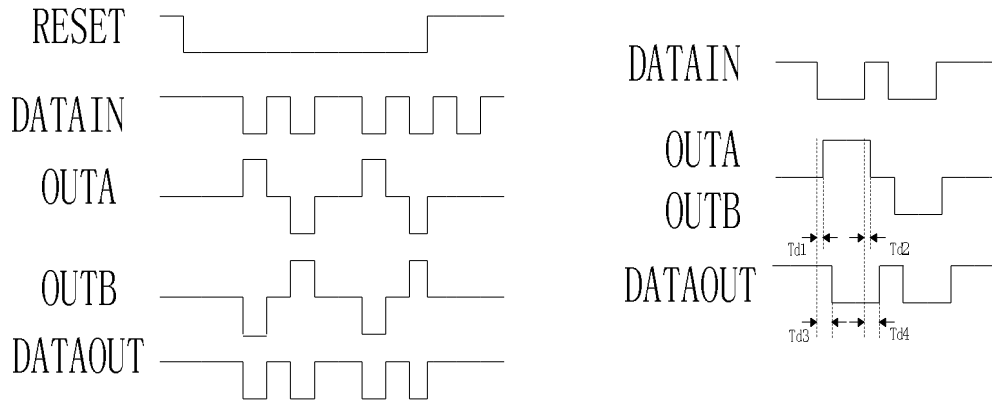 RESET
DATAIN
OUTA
OUTB
DATAOUT
DATAIN
OUTA
OUTB
Td1
Td2
DATAOUT
Td3
Td4